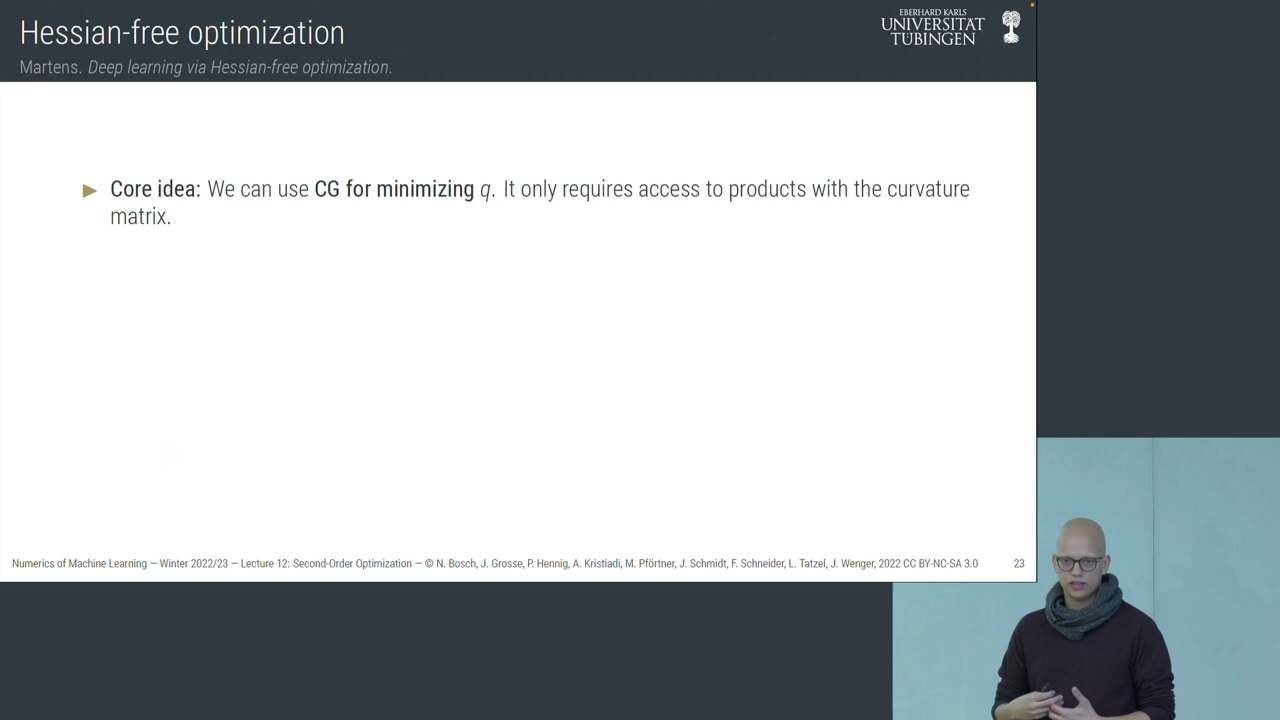 Hessian-free optimization
Martens. Deep learning via Hessian-free optimization.
EBERHARD KARLS
UNIVERSITÄT
TÜBINGEN
► Core idea: We can use CG for minimizing q. It only requires access to products with the curvature
matrix.
Numerics of Machine Learning — Winter 2022/23 — Lecture 12: Second-Order Optimization — © N. Bosch, J. Grosse, P. Hennig, A. Kristiadi, M. Pförtner, J. Schmidt, F. Schneider, L. Tatzel, J. Wenger, 2022 CC BY-NC-SA 3.0 23